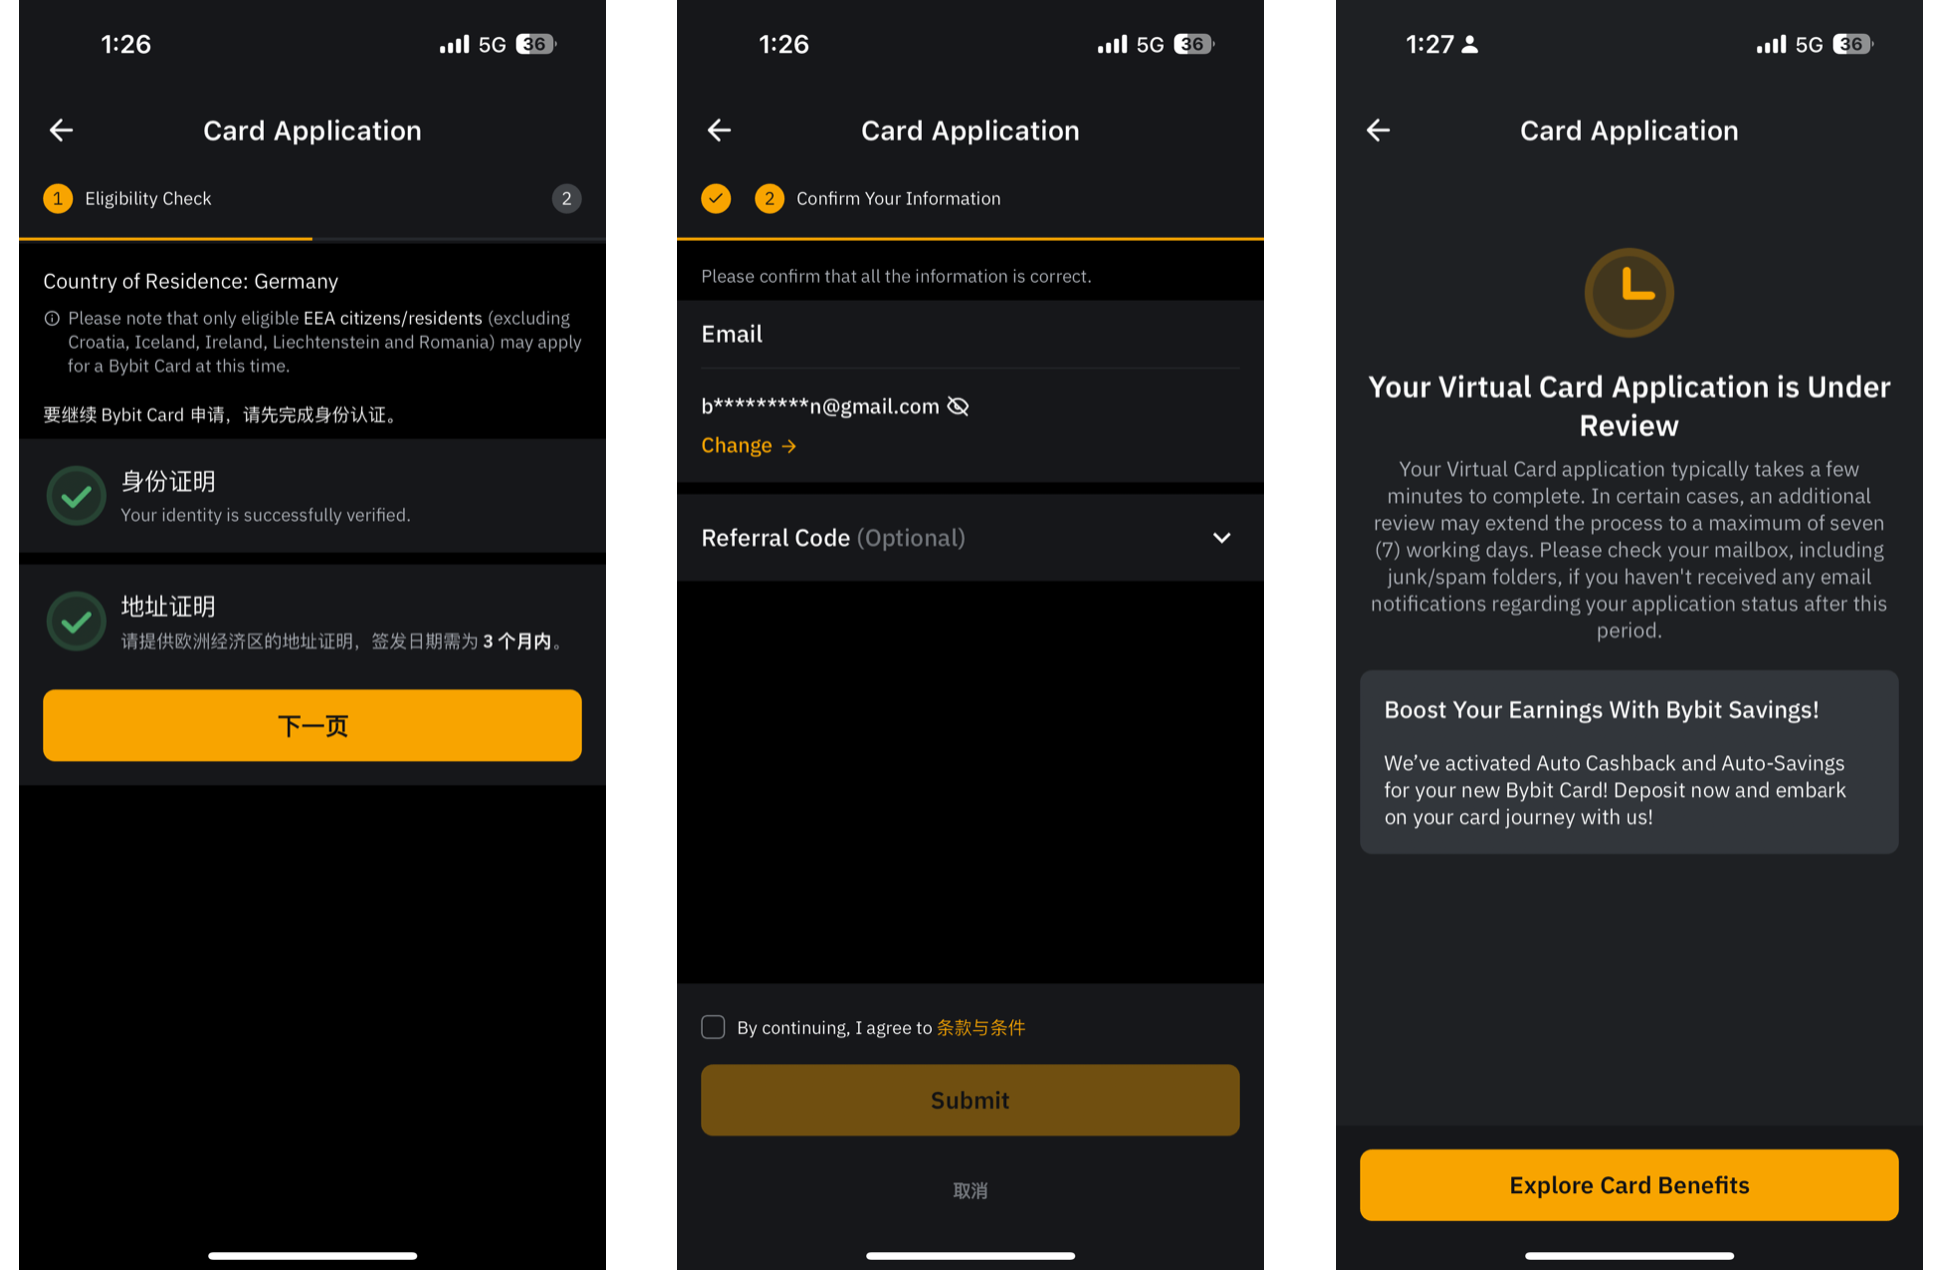 1:26
5G 36
Card Application
1 Eligibility Check 2
Country of Residence: Germany
Please note that only eligible EEA citizens/residents (excluding
Croatia, Iceland, Ireland, Liechtenstein and Romania) may apply
for a Bybit Card at this time.
要继续 Bybit Card 申请，请先完成身份认证。
身份证明
Your identity is successfully verified.
地址证明
请提供欧洲经济区的地址证明，签发日期需为 3 个月内。
下一页
1:26
5G 36
Card Application
2 Confirm Your Information
Please confirm that all the information is correct.
Email
b*********n@gmail.com
Change →
Referral Code (Optional)
By continuing, I agree to 条款与条件
Submit
取消
1:27
5G 36
Card Application
Your Virtual Card Application is Under
Review
Your Virtual Card application typically takes a few
minutes to complete. In certain cases, an additional
review may extend the process to a maximum of seven
(7) working days. Please check your mailbox, including
junk/spam folders, if you haven't received any email
notifications regarding your application status after this
period.
Boost Your Earnings With Bybit Savings!
We’ve activated Auto Cashback and Auto-Savings
for your new Bybit Card! Deposit now and embark
on your card journey with us!
Explore Card Benefits